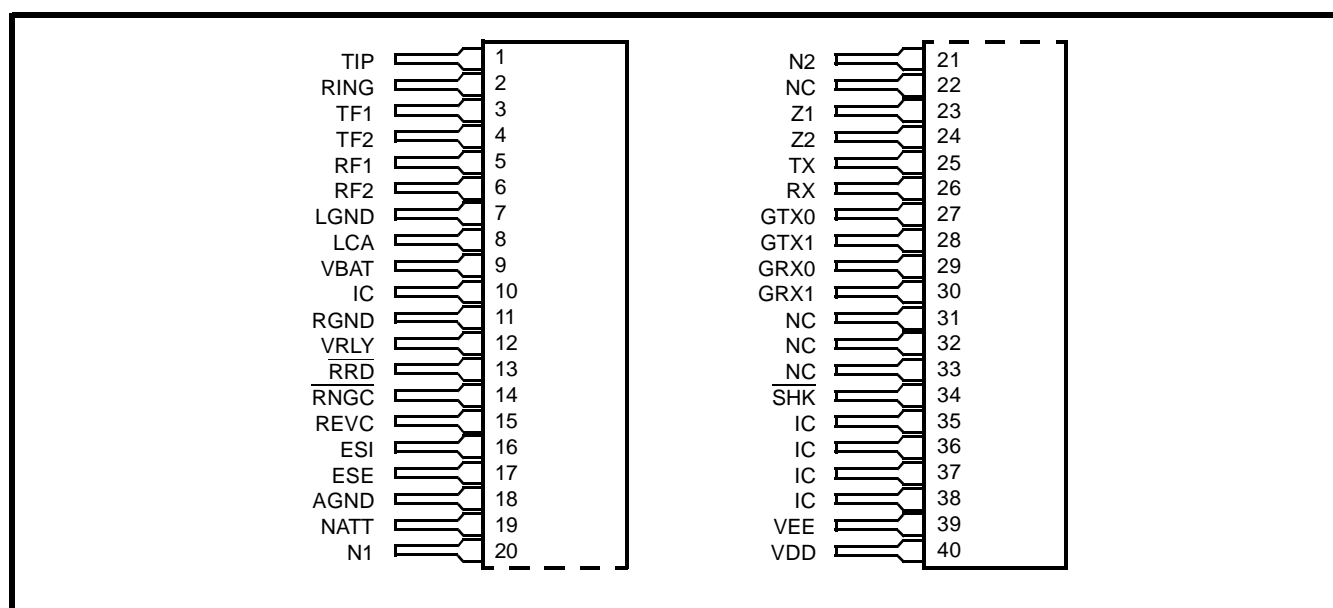 TIP 1
RING 2
TF1 3
TF2 4
RF1 5
RF2 6
LGND 7
LCA 8
VBAT 9
IC 10
RGND 11
VRLY 12
R̅R̅D̅ 13
R̅N̅G̅C̅ 14
REVC 15
ESI 16
ESE 17
AGND 18
NATT 19
N1 20
N2 21
NC 22
Z1 23
Z2 24
TX 25
RX 26
GTX0 27
GTX1 28
GRX0 29
GRX1 30
NC 31
NC 32
NC 33
S̅H̅K̅ 34
IC 35
IC 36
IC 37
IC 38
VEE 39
VDD 40